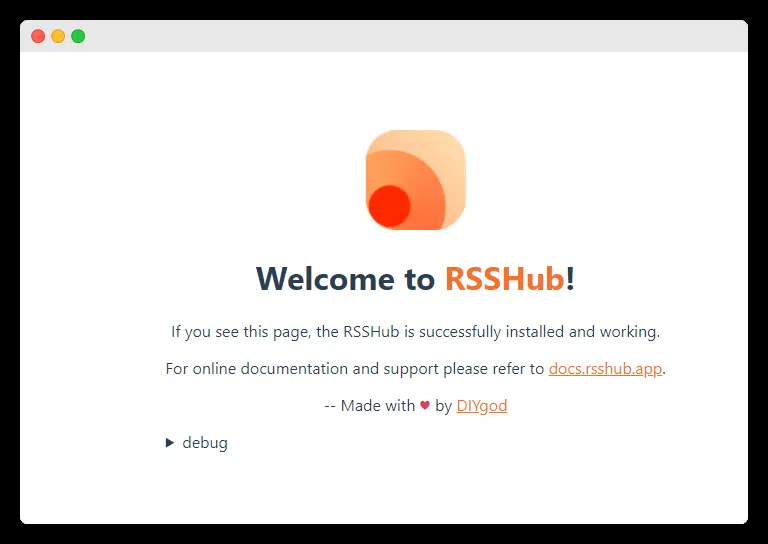 Welcome to RSSHub!
If you see this page, the RSSHub is successfully installed and working.
For online documentation and support please refer to docs.rsshub.app.
-- Made with ♥ by DIYgod
▶ debug